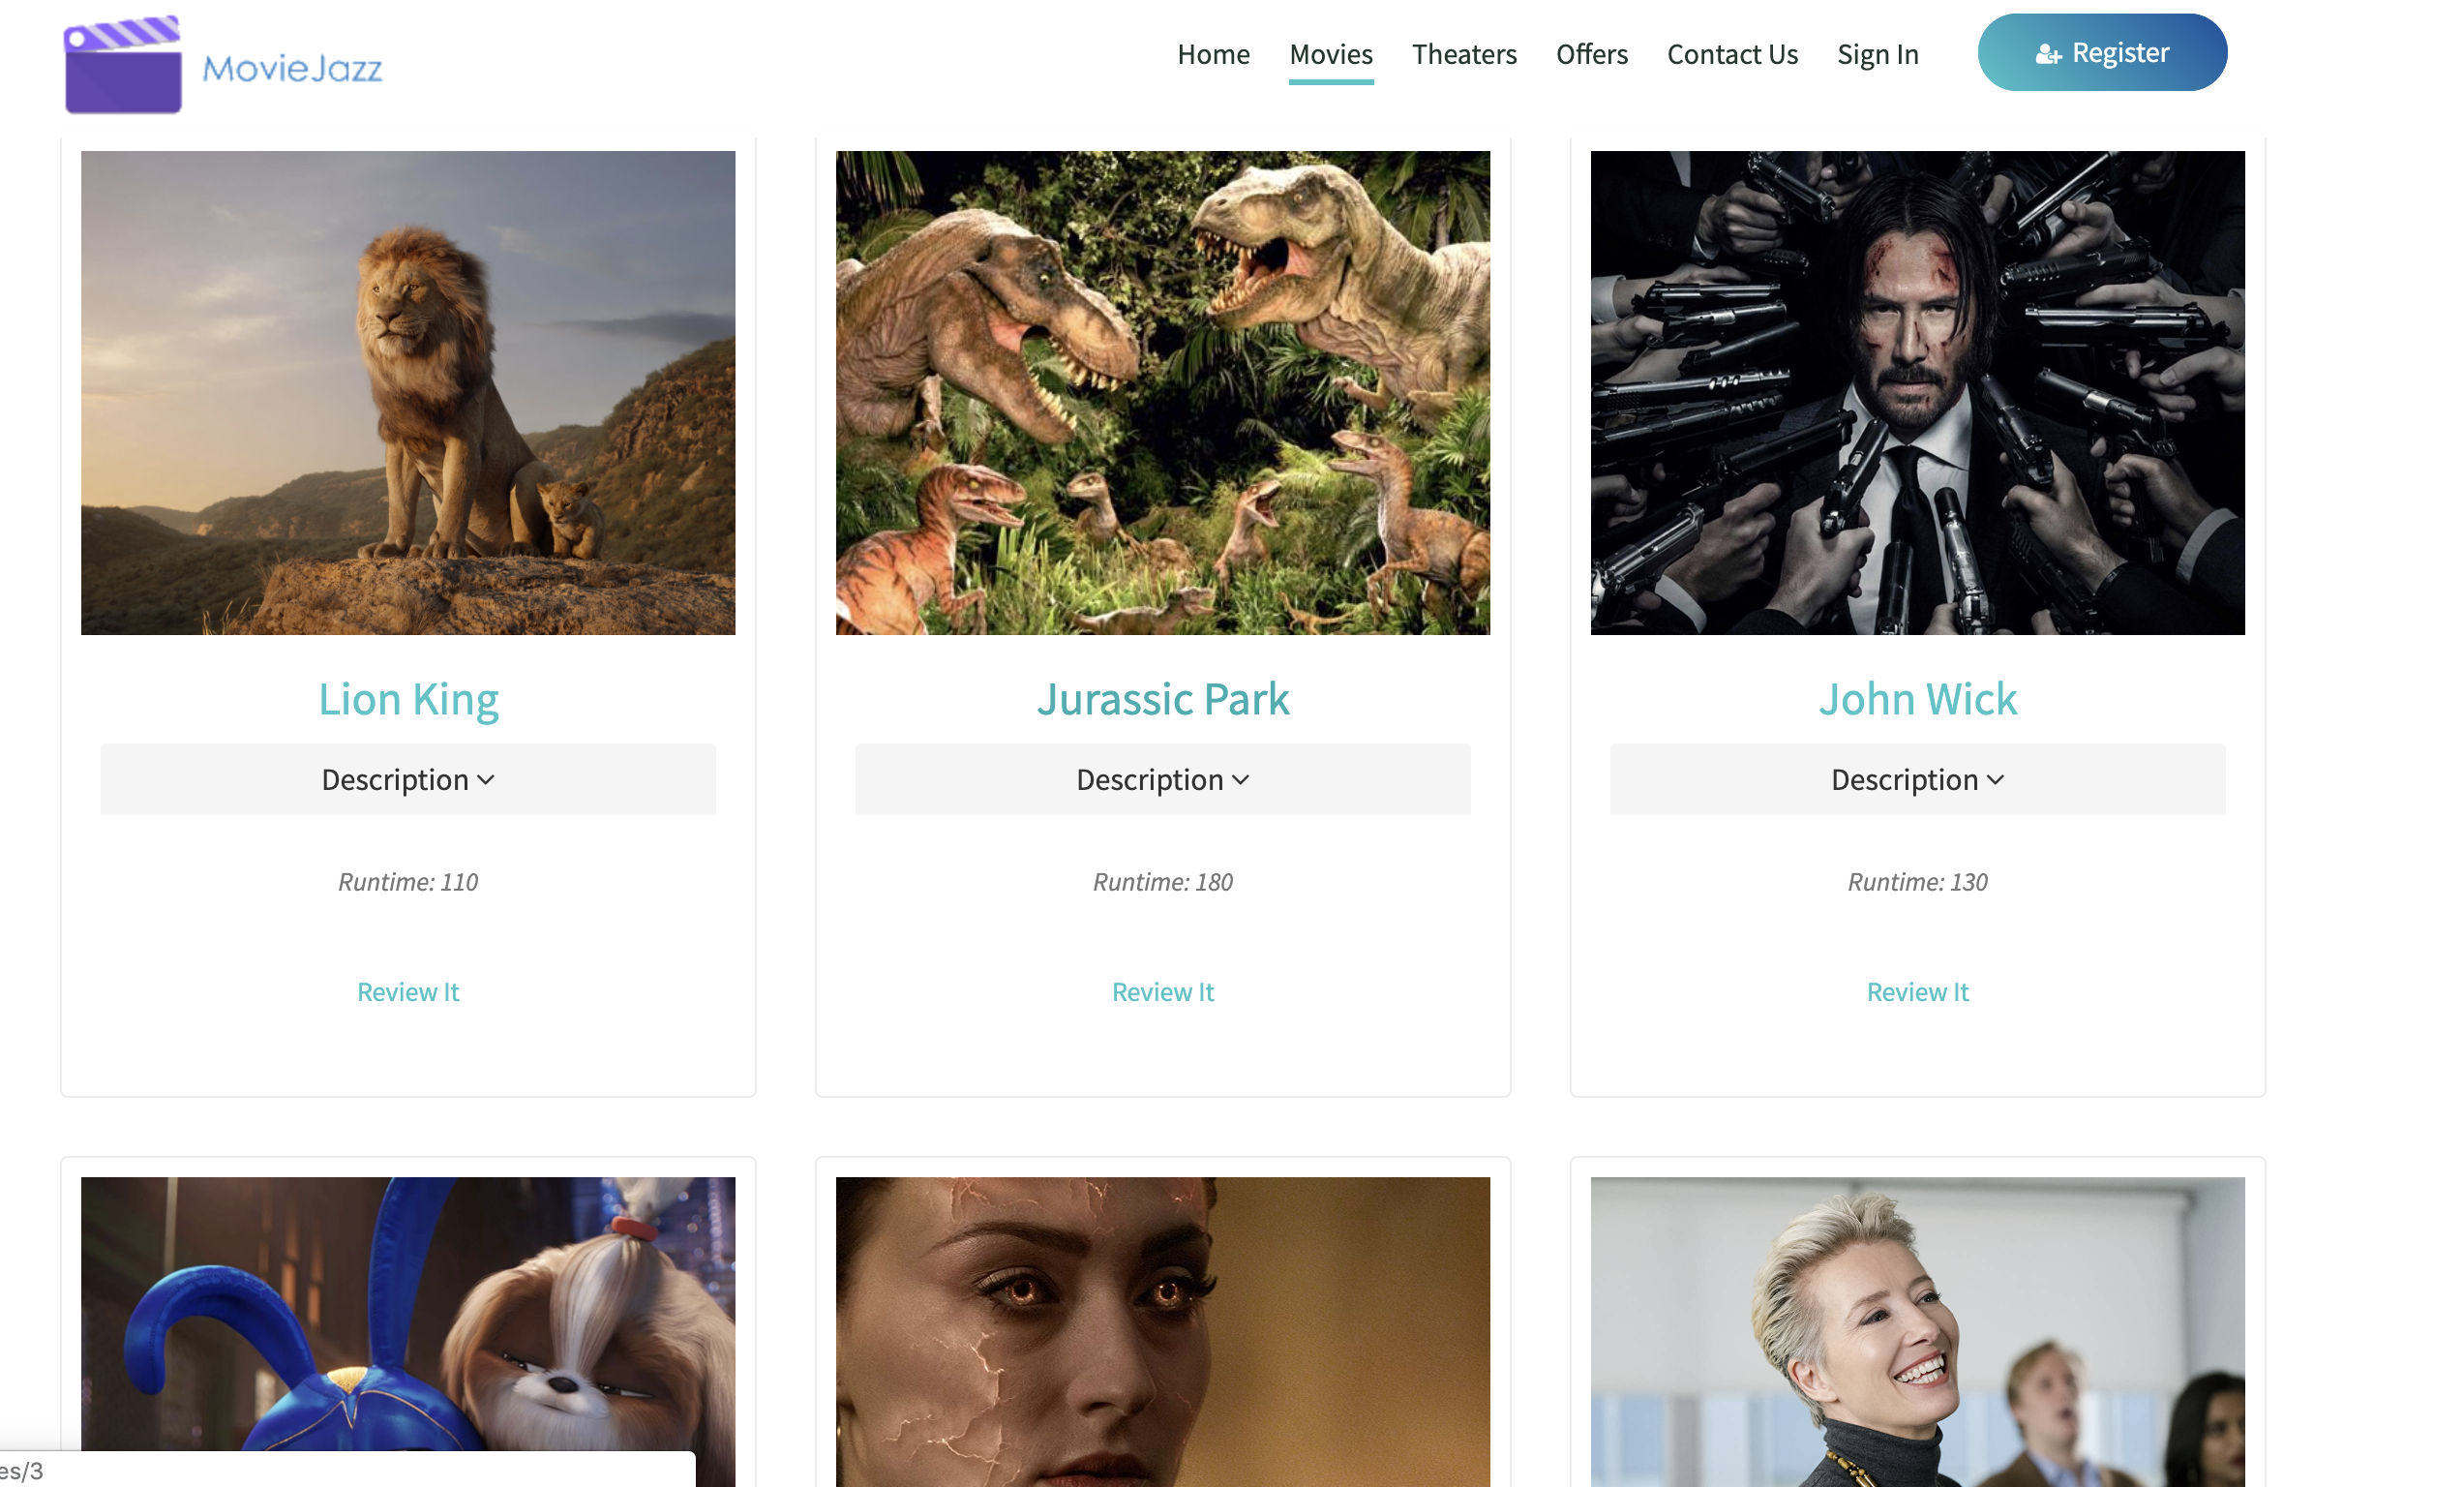 MovieJazz
Home Movies Theaters Offers Contact Us Sign In Register
Lion King Jurassic Park John Wick
Description Description Description
Runtime: 110 Runtime: 180 Runtime: 130
Review It Review It Review It
es/3